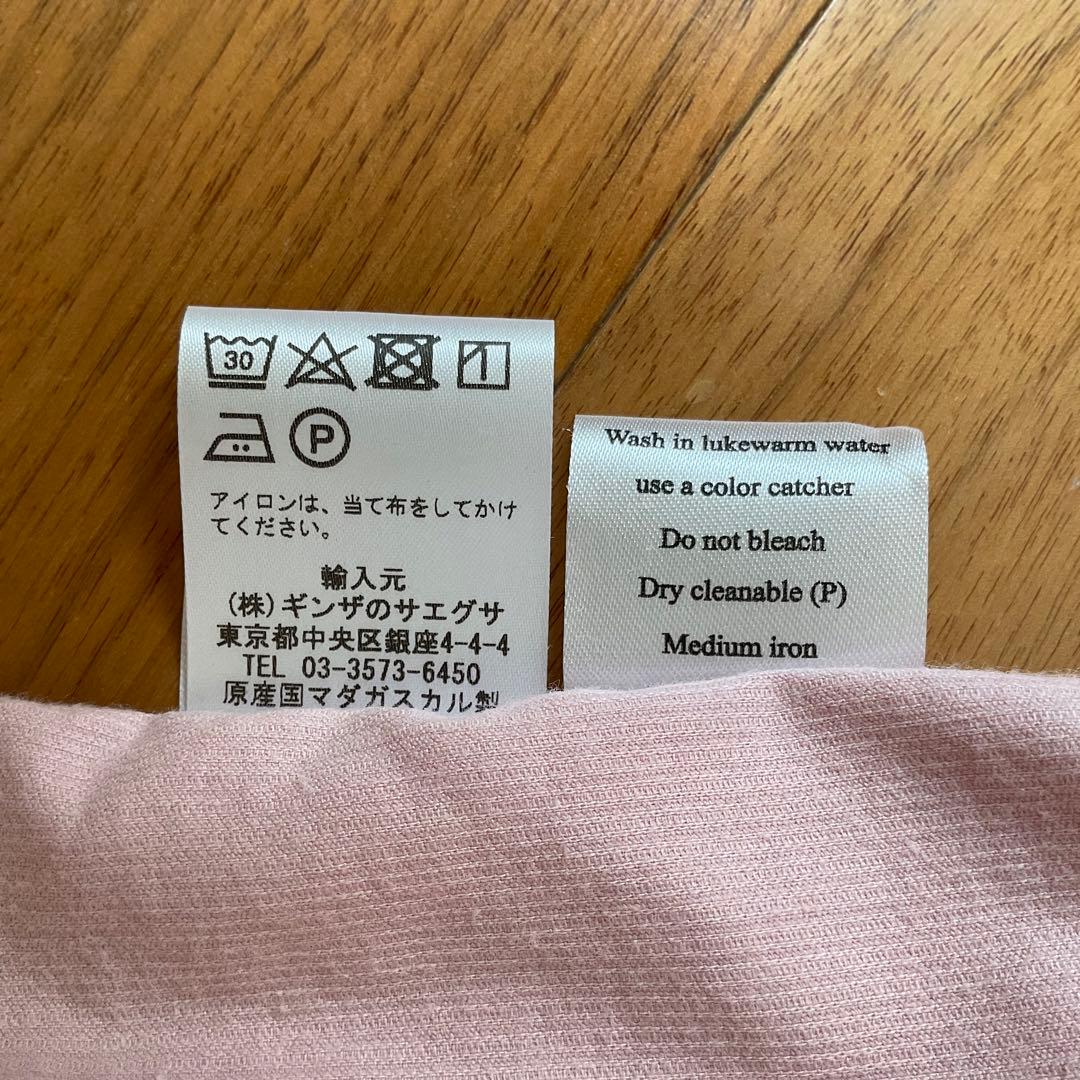 30
P
アイロンは、当て布をしてかけ
てください。
輸入元
(株)ギンザのサエグサ
東京都中央区銀座4-4-4
TEL 03-3573-6450
原産国マダガスカル製
Wash in lukewarm water
use a color catcher
Do not bleach
Dry cleanable (P)
Medium iron